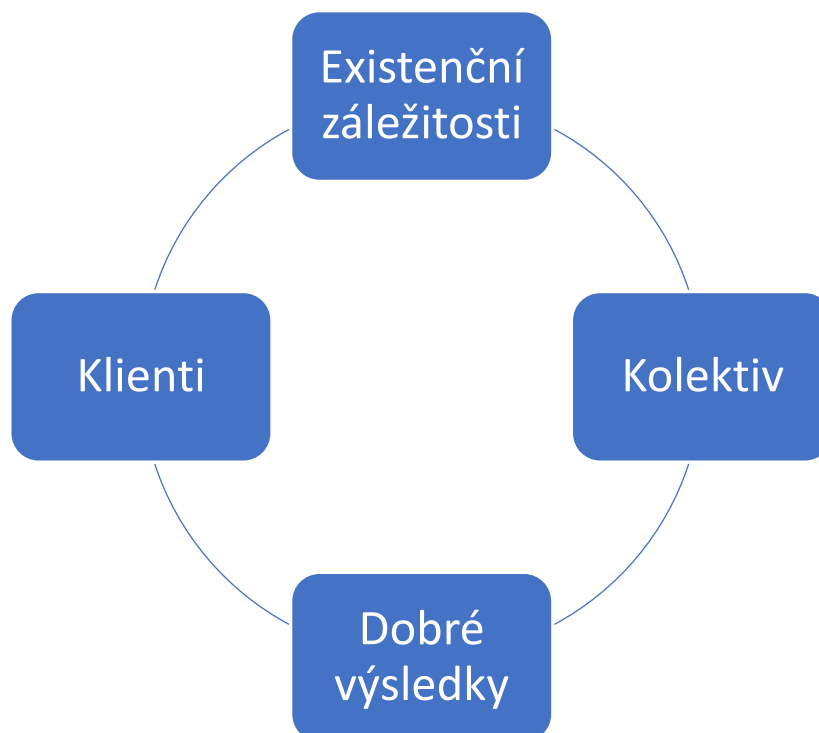 Existenční
záležitosti
Klienti
Kolektiv
Dobré
výsledky